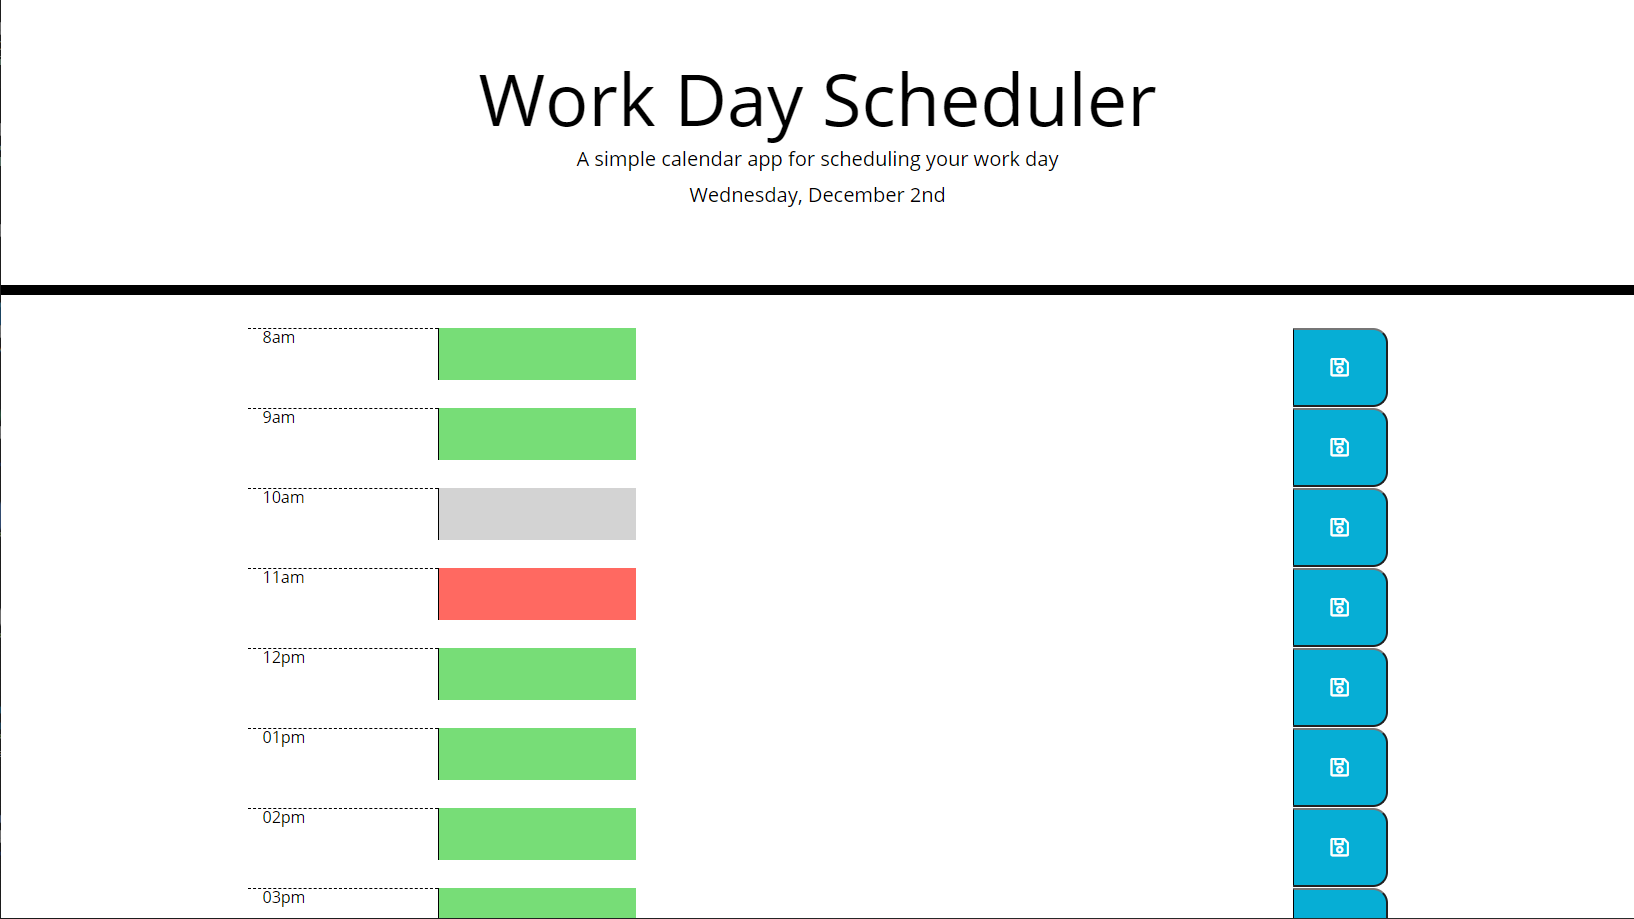 Work Day Scheduler
A simple calendar app for scheduling your work day
Wednesday, December 2nd
8am
9am
10am
11am
12pm
01pm
02pm
03pm